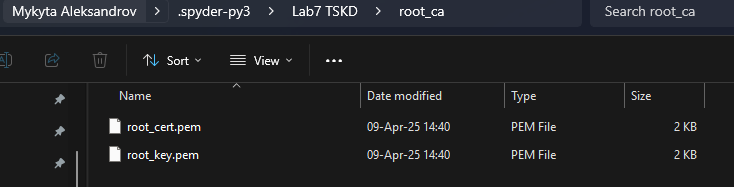 Mykyta Aleksandrov > .spyder-py3 > Lab7 TSKD > root_ca Search root_ca
Sort View ...
Name Date modified Type Size
root_cert.pem 09-Apr-25 14:40 PEM File 2 KB
root_key.pem 09-Apr-25 14:40 PEM File 2 KB